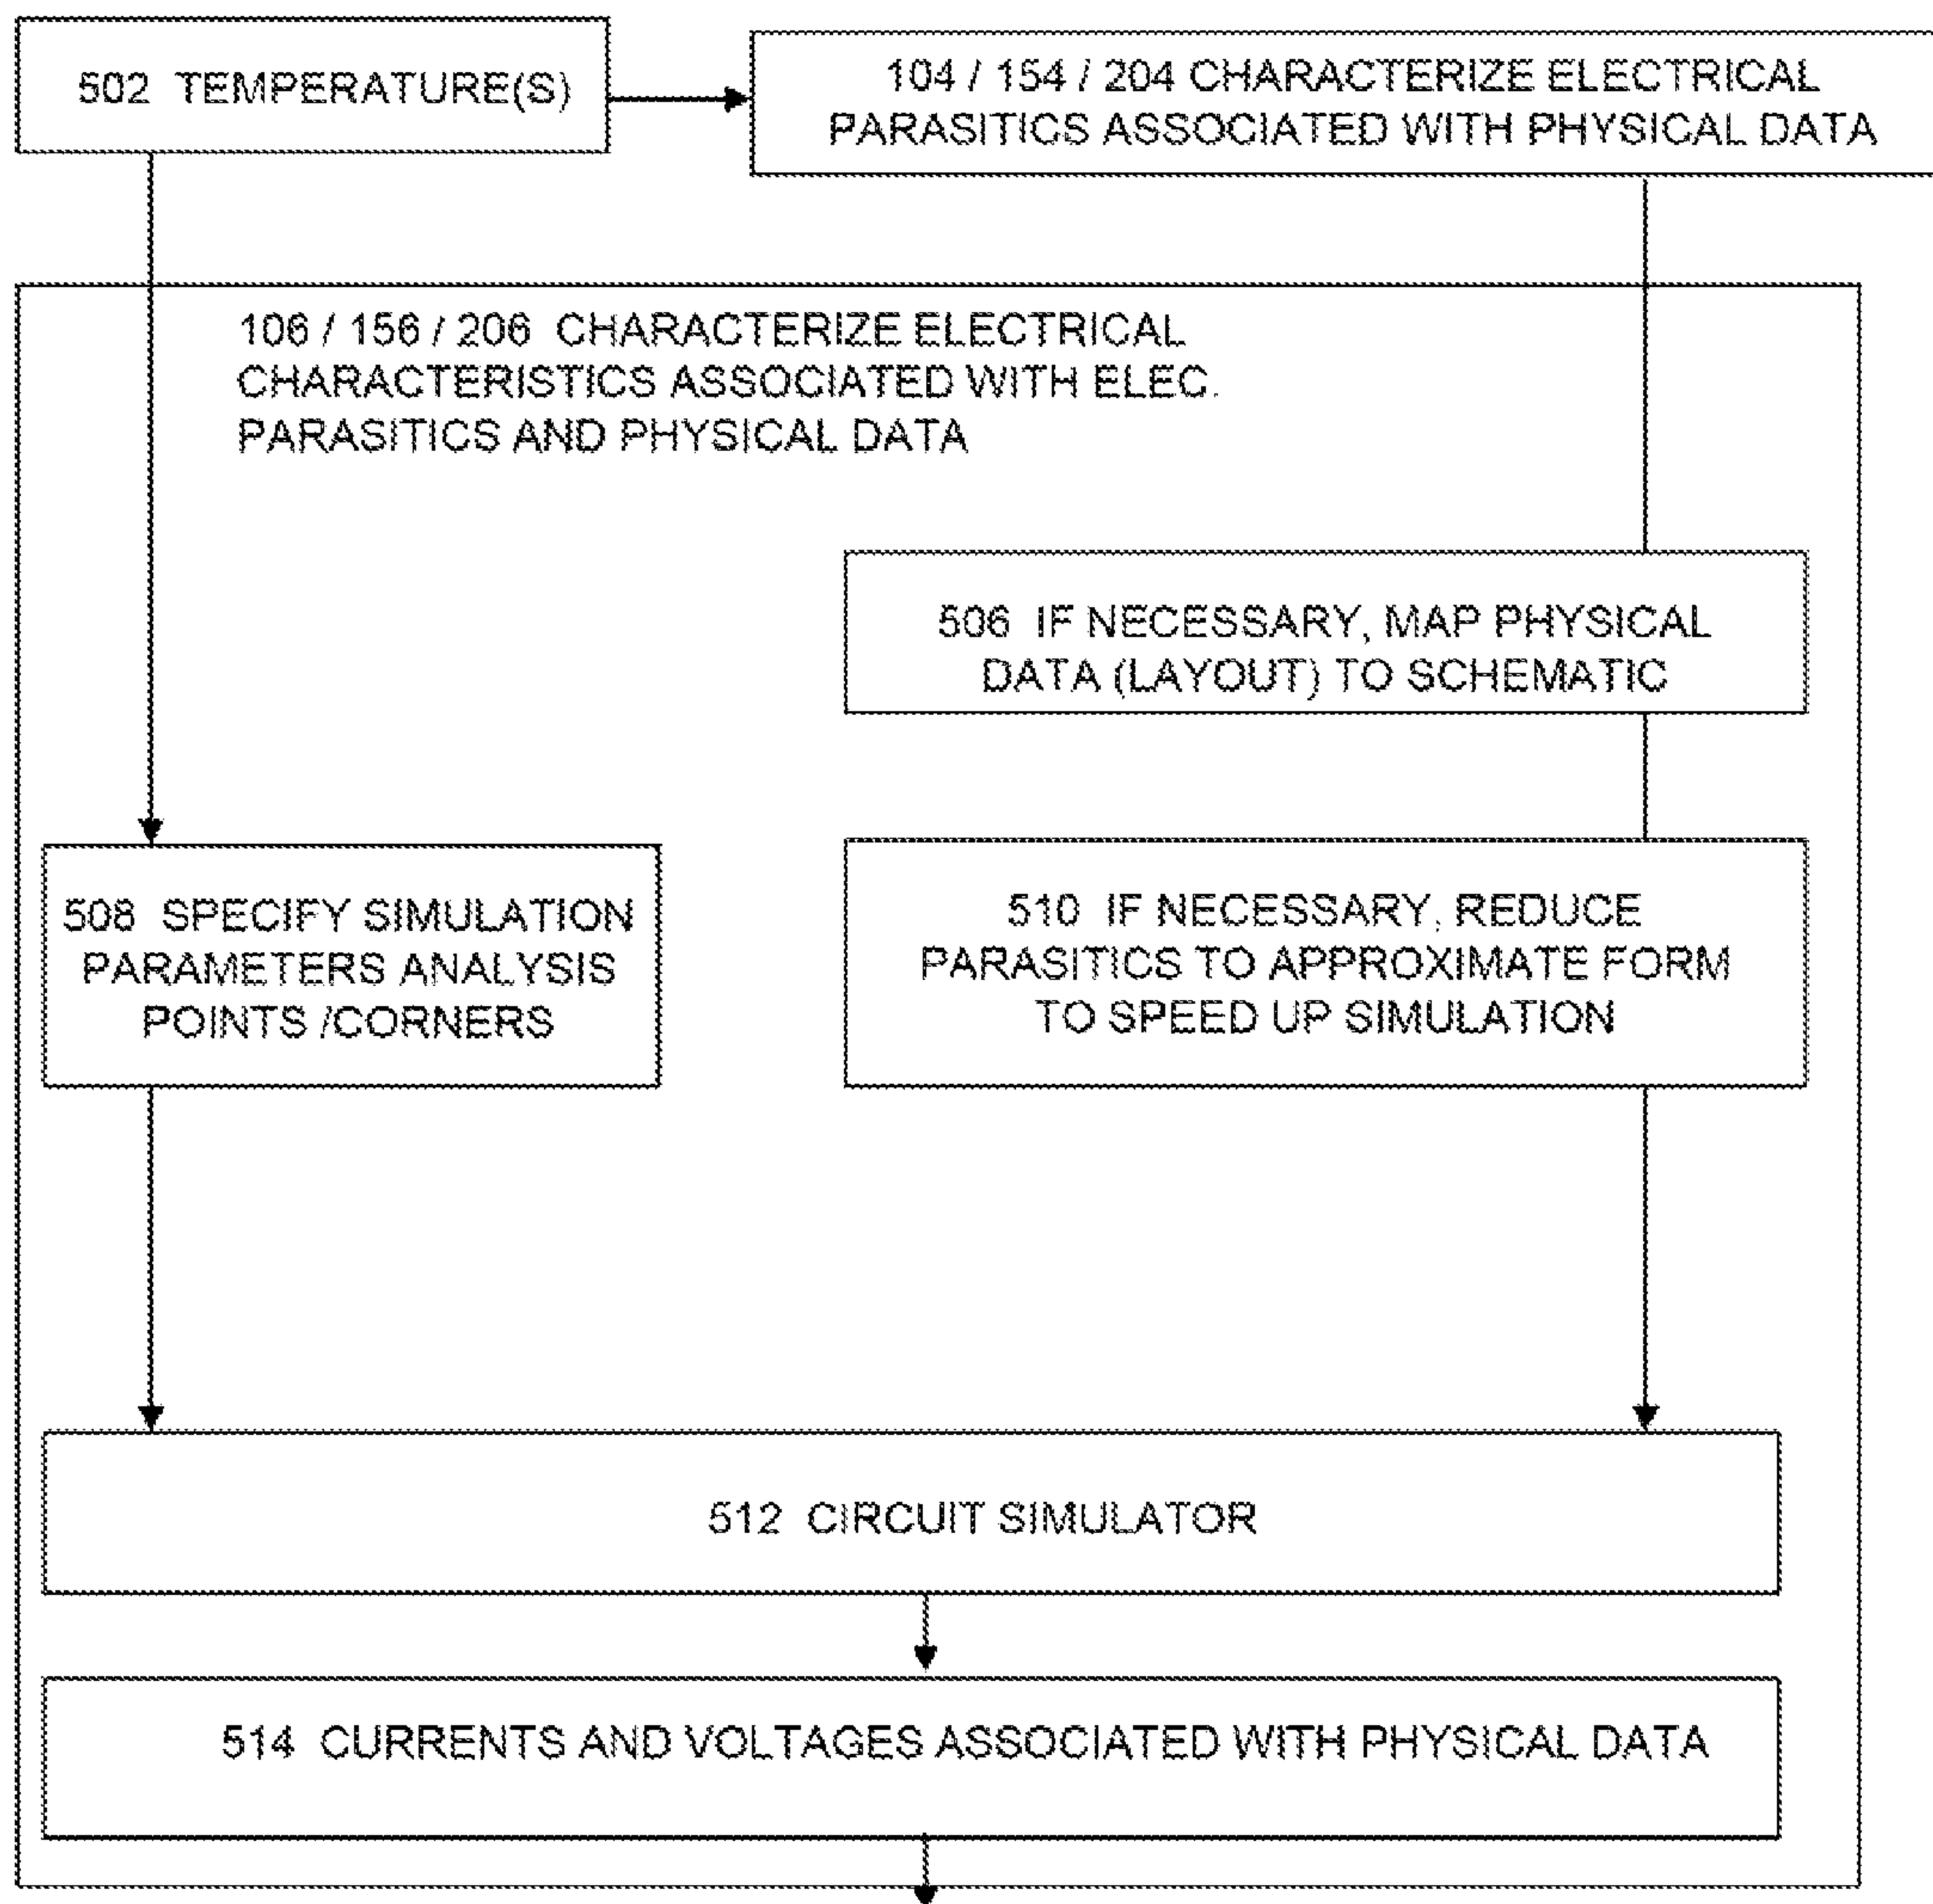 502 TEMPERATURE(S)
104 / 154 / 204 CHARACTERIZE ELECTRICAL
PARASITICS ASSOCIATED WITH PHYSICAL DATA
106 / 156 / 206 CHARACTERIZE ELECTRICAL
CHARACTERISTICS ASSOCIATED WITH ELEC.
PARASITICS AND PHYSICAL DATA
506 IF NECESSARY, MAP PHYSICAL
DATA (LAYOUT) TO SCHEMATIC
508 SPECIFY SIMULATION
PARAMETERS ANALYSIS
POINTS /CORNERS
510 IF NECESSARY, REDUCE
PARASITICS TO APPROXIMATE FORM
TO SPEED UP SIMULATION
512 CIRCUIT SIMULATOR
514 CURRENTS AND VOLTAGES ASSOCIATED WITH PHYSICAL DATA